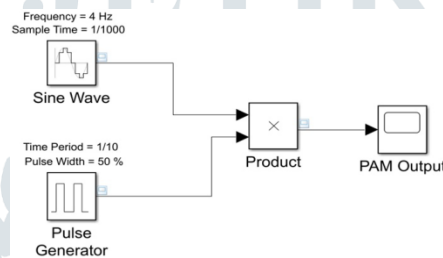 Frequency = 4 Hz
Sample Time = 1/1000
Sine Wave
Time Period = 1/10
Pulse Width = 50 %
Pulse
Generator
Product
PAM Output